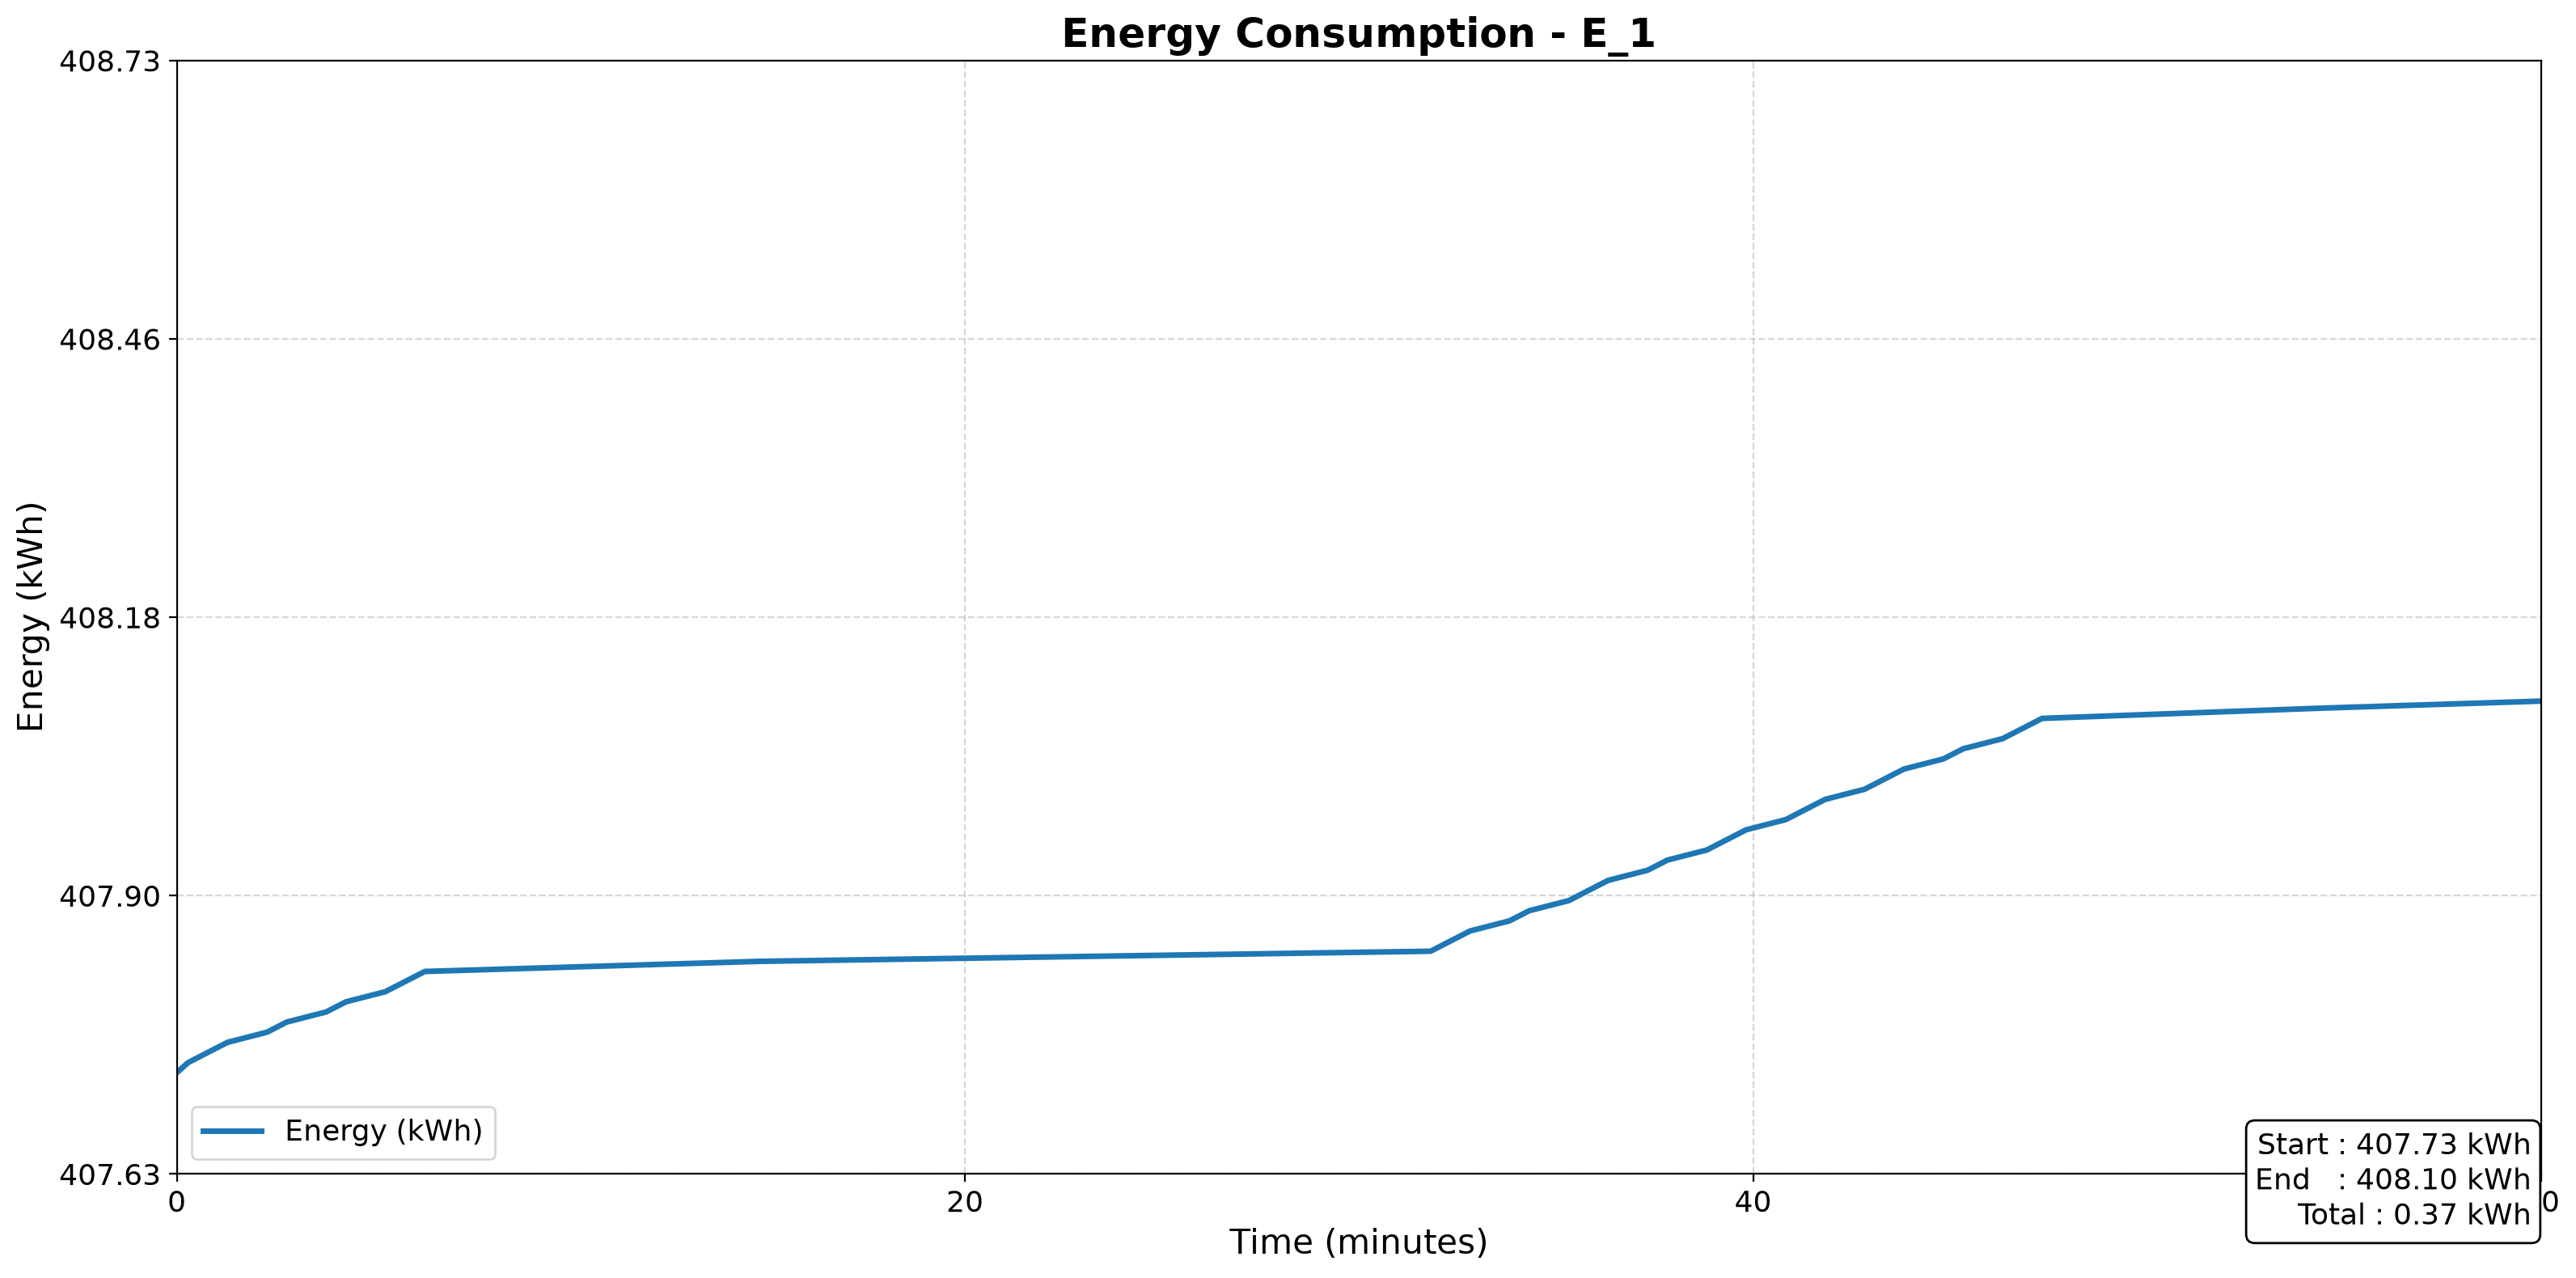 Energy Consumption - E_1
408.73
408.46
408.18
407.90
407.63
Energy (kWh)
Energy (kWh)
Start : 407.73 kWh
End   : 408.10 kWh
Total : 0.37 kWh
0
20
40
0
Time (minutes)